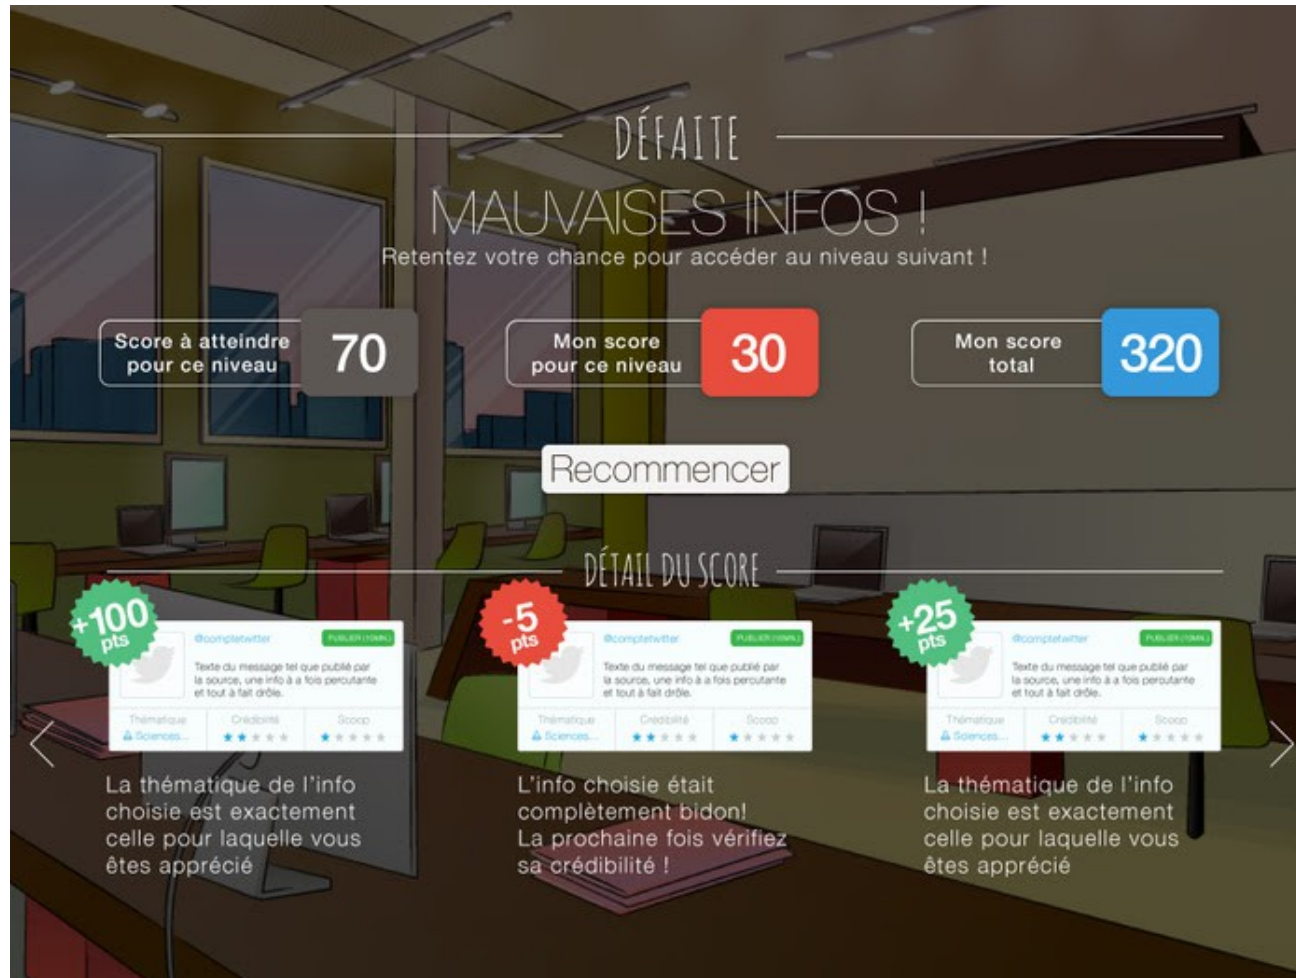 DÉFAITE
MAUVAISES INFOS !
Retentez votre chance pour accéder au niveau suivant !
Score à atteindre
pour ce niveau
70
Mon score
pour ce niveau
30
Mon score
total
320
Recommencer
DÉTAIL DU SCORE
+100
pts
@comptetwitter
PUBLIER (10MN.)
Texte du message tel que publié par
la source, une info à a fois percutante
et tout à fait drôle.
Thématique
Crédibilité
Scoop
Sciences...
La thématique de l'info
choisie est exactement
celle pour laquelle vous
êtes apprécié
-5
pts
@comptetwitter
PUBLIER (10MN.)
Texte du message tel que publié par
la source, une info à a fois percutante
et tout à fait drôle.
Thématique
Crédibilité
Scoop
Sciences...
L'info choisie était
complètement bidon!
La prochaine fois vérifiez
sa crédibilité !
+25
pts
@comptetwitter
PUBLIER (10MN.)
Texte du message tel que publié par
la source, une info à a fois percutante
et tout à fait drôle.
Thématique
Crédibilité
Scoop
Sciences...
La thématique de l'info
choisie est exactement
celle pour laquelle vous
êtes apprécié